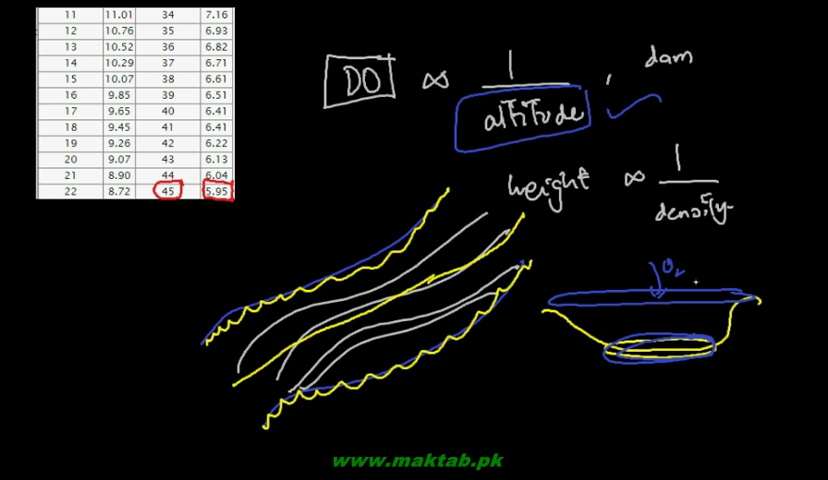 11 11.01 34 7.16
12 10.76 35 6.93
13 10.52 36 6.82
14 10.29 37 6.71
15 10.07 38 6.61
16 9.85 39 6.51
17 9.65 40 6.41
18 9.45 41 6.41
19 9.26 42 6.22
20 9.07 43 6.13
21 8.90 44 6.04
22 8.72 45 5.95
DO ∝ 1 / altitude , dam
height ∝ 1 / density
O₂
www.maktab.pk